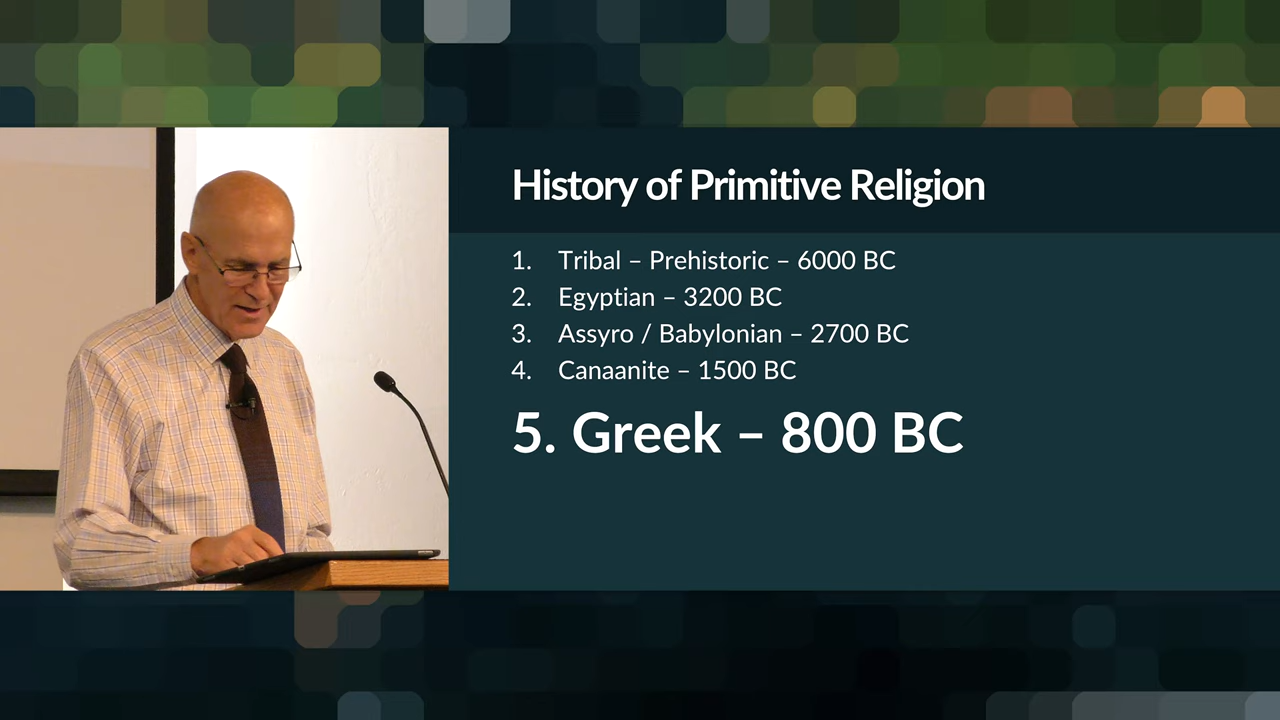 History of Primitive Religion
1. Tribal – Prehistoric – 6000 BC
2. Egyptian – 3200 BC
3. Assyro / Babylonian – 2700 BC
4. Canaanite – 1500 BC
5. Greek – 800 BC